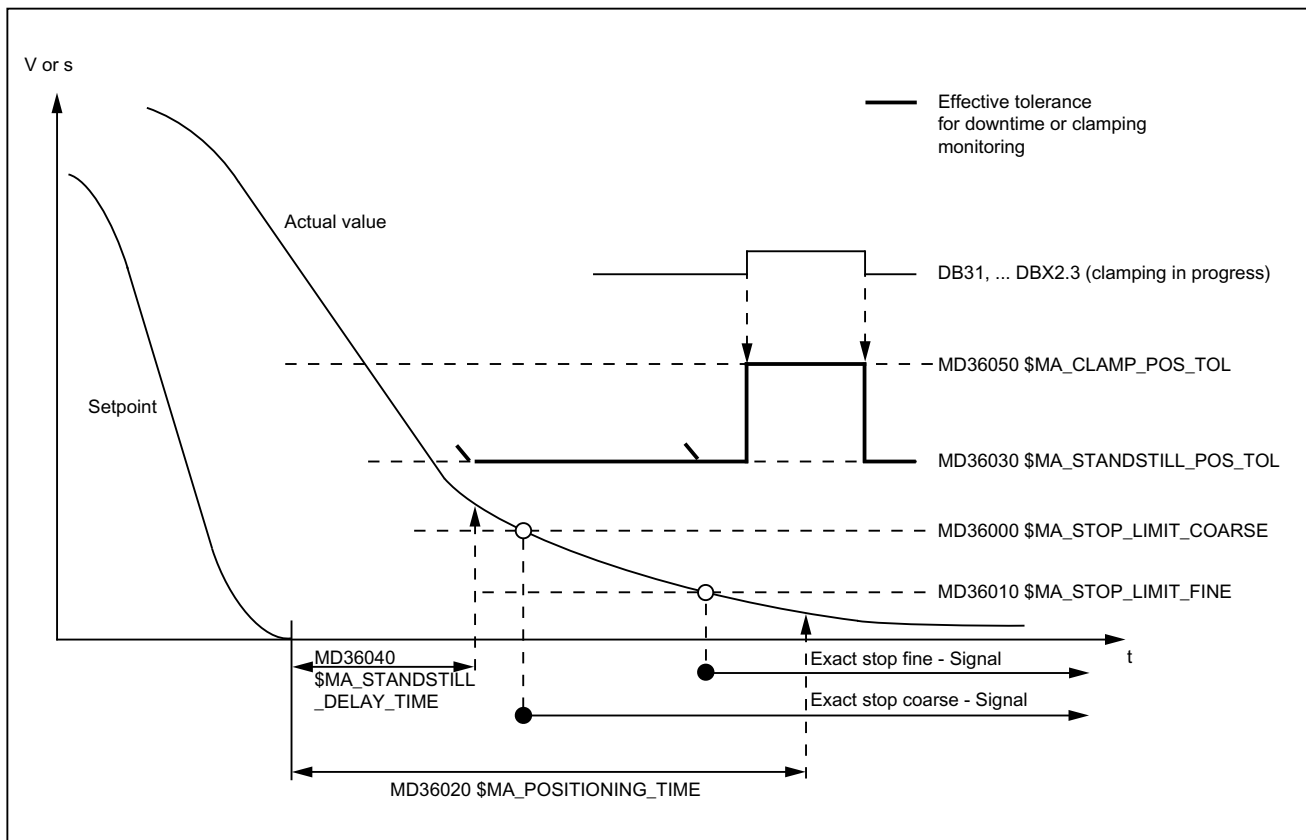 V or s
Effective tolerance
for downtime or clamping
monitoring
Actual value
DB31, ... DBX2.3 (clamping in progress)
MD36050 $MA_CLAMP_POS_TOL
Setpoint
MD36030 $MA_STANDSTILL_POS_TOL
MD36000 $MA_STOP_LIMIT_COARSE
MD36010 $MA_STOP_LIMIT_FINE
t
MD36040
$MA_STANDSTILL
_DELAY_TIME
Exact stop fine - Signal
Exact stop coarse - Signal
MD36020 $MA_POSITIONING_TIME